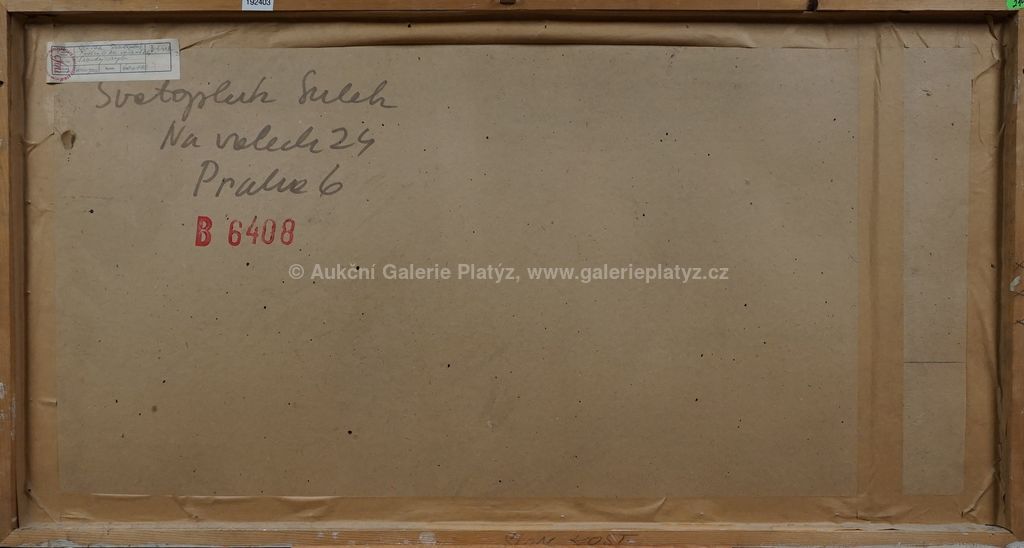 192403
Svatopluk Sulek
Na valech 24
Praha 6
B 6408
© Aukční Galerie Platýz, www.galerieplatyz.cz